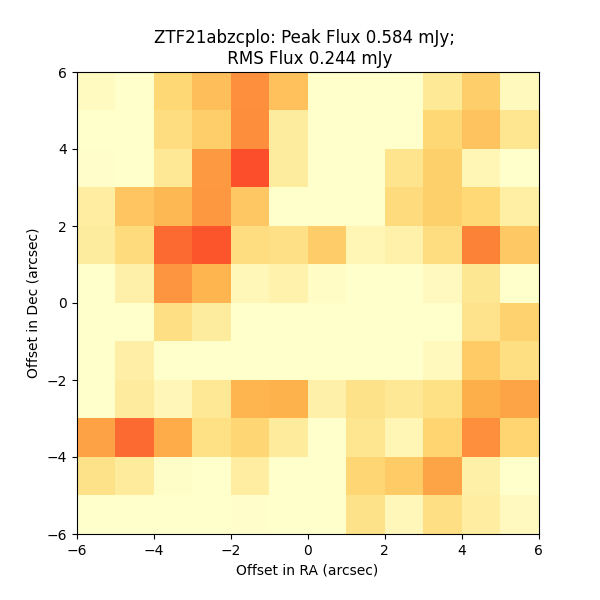 ZTF21abzcplo: Peak Flux 0.584 mJy;
RMS Flux 0.244 mJy
6
4
2
0
−2
−4
−6
Offset in Dec (arcsec)
−6 −4 −2 0 2 4 6
Offset in RA (arcsec)